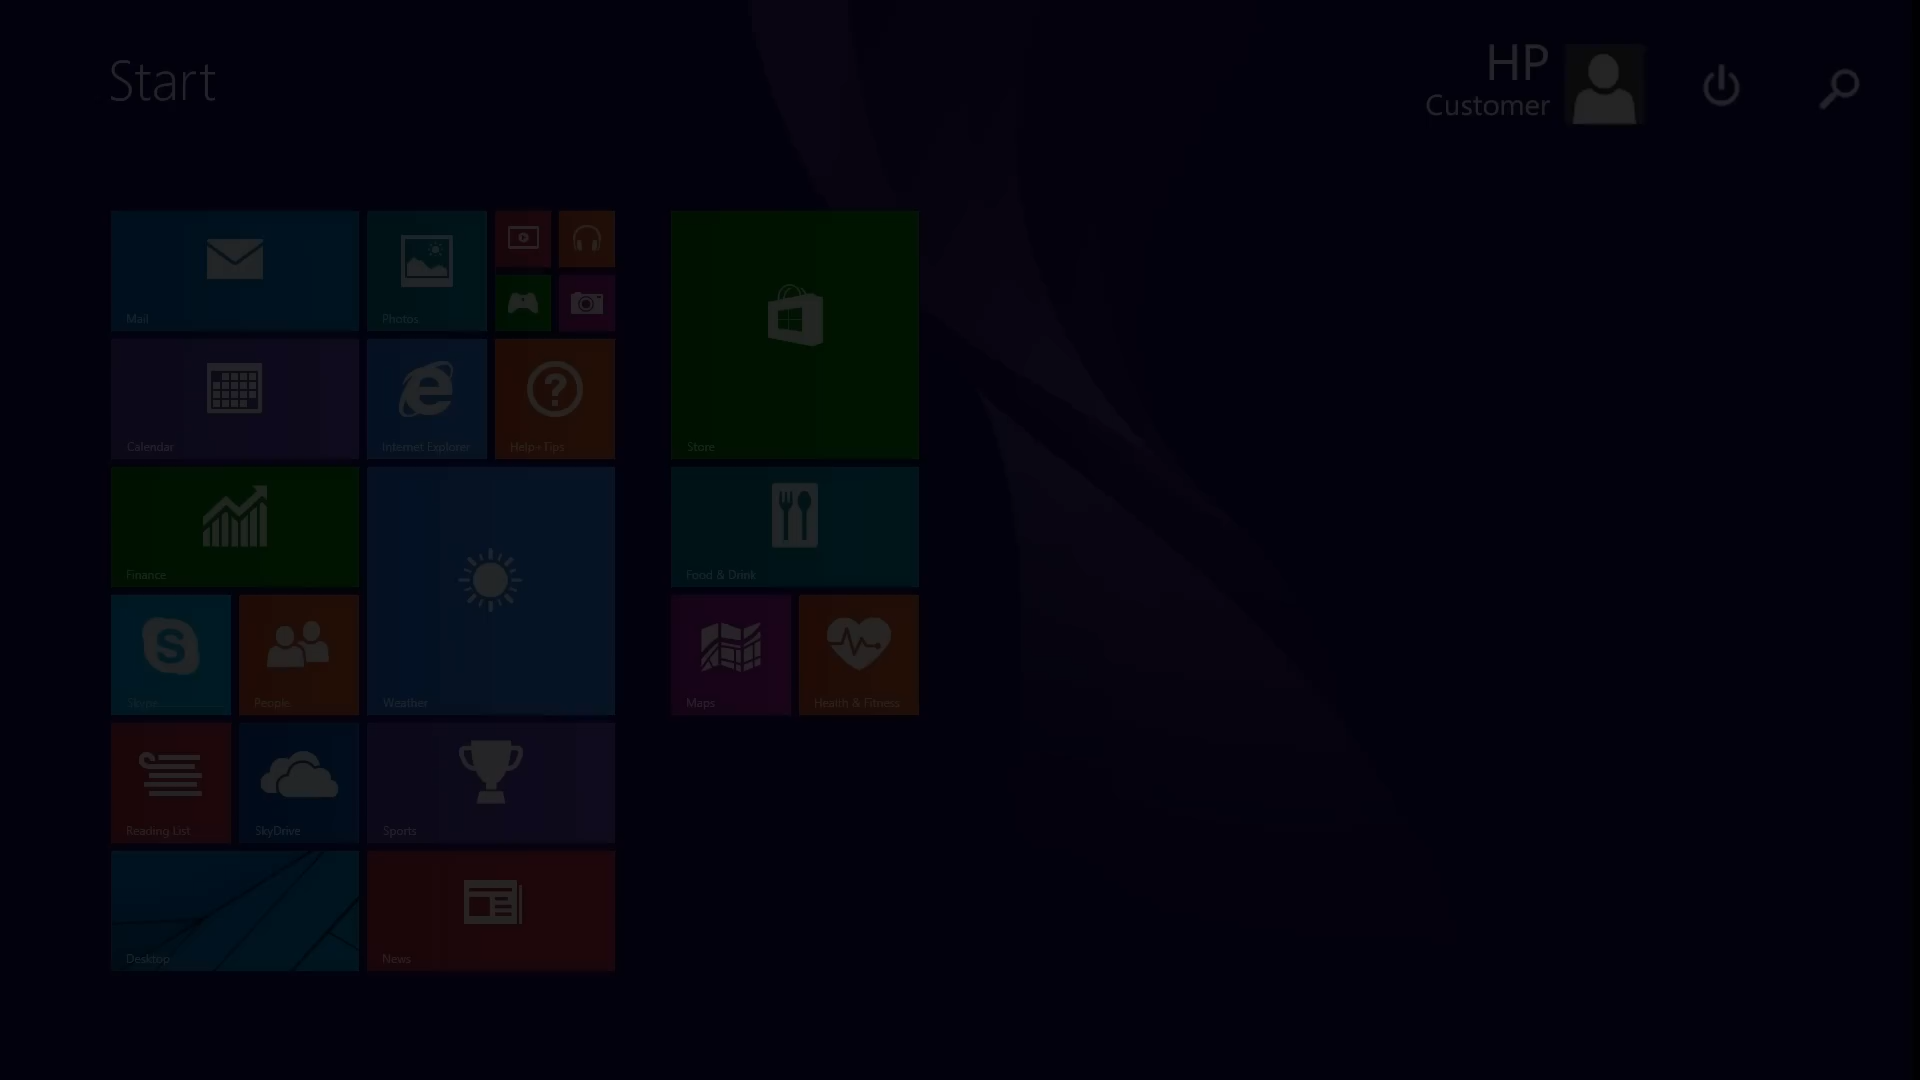 Start
HP
Customer
Mail
Photos
Calendar
Internet Explorer
Help+Tips
Store
Finance
Food & Drink
Skype
People
Weather
Maps
Health & Fitness
Reading List
SkyDrive
Sports
Desktop
News